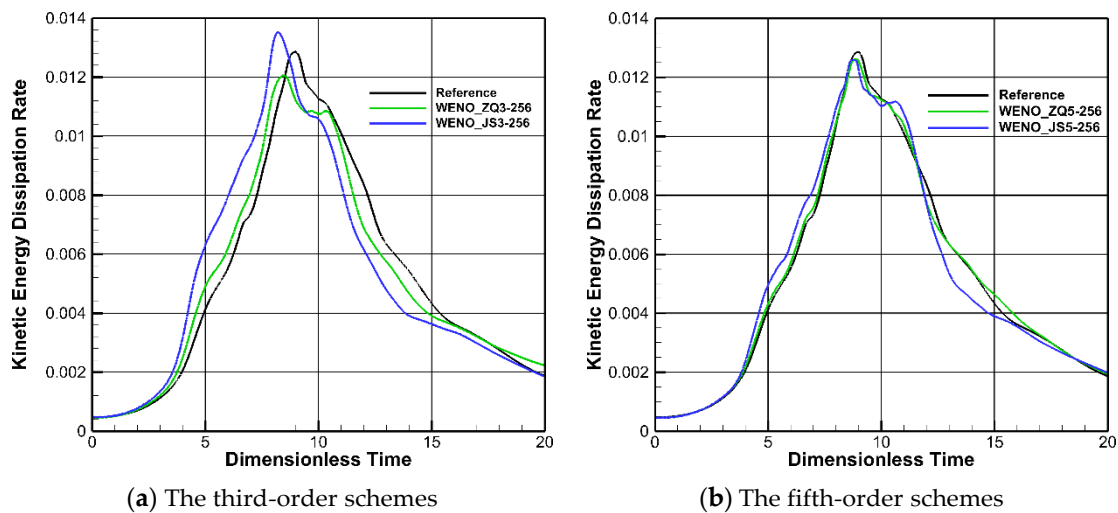 Kinetic Energy Dissipation Rate
0.014
0.012
0.01
0.008
0.006
0.004
0.002
0
Reference
WENO_ZQ3-256
WENO_JS3-256
0 5 10 15 20
Dimensionless Time
(a) The third-order schemes
Kinetic Energy Dissipation Rate
0.014
0.012
0.01
0.008
0.006
0.004
0.002
0
Reference
WENO_ZQ5-256
WENO_JS5-256
0 5 10 15 20
Dimensionless Time
(b) The fifth-order schemes